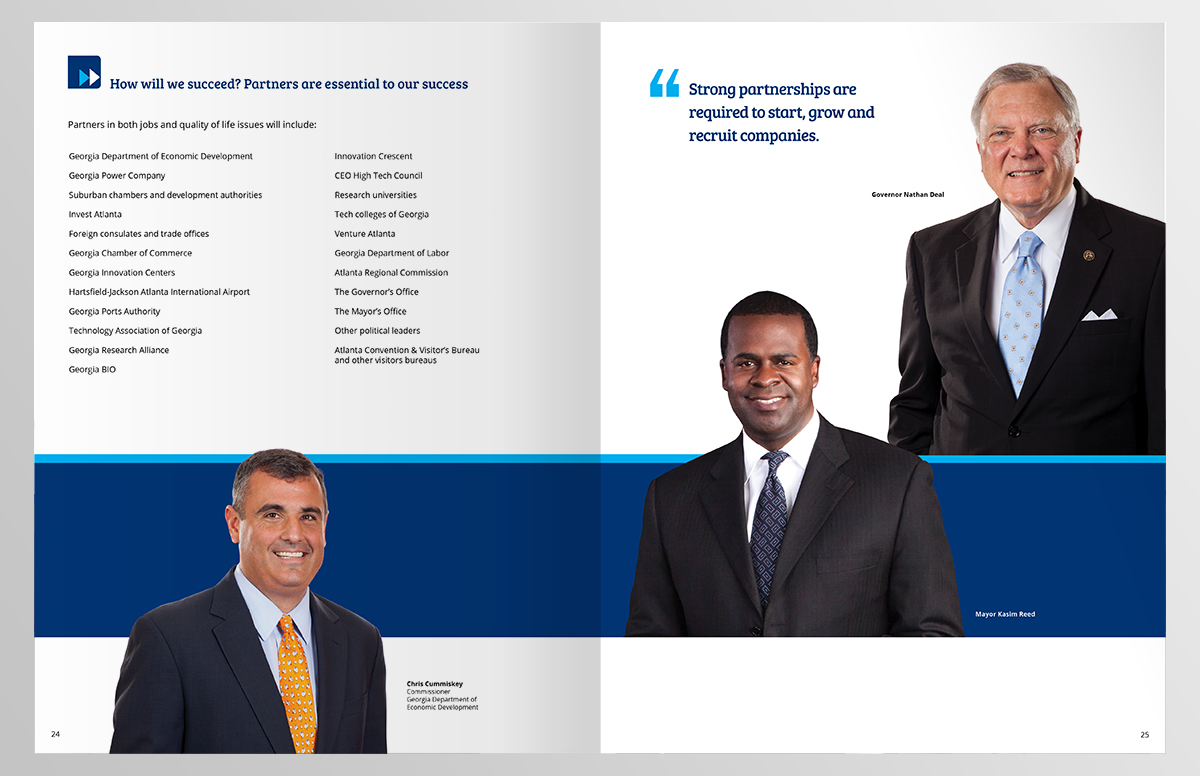 How will we succeed? Partners are essential to our success
Partners in both jobs and quality of life issues will include:
Georgia Department of Economic Development
Georgia Power Company
Suburban chambers and development authorities
Invest Atlanta
Foreign consulates and trade offices
Georgia Chamber of Commerce
Georgia Innovation Centers
Hartsfield-Jackson Atlanta International Airport
Georgia Ports Authority
Technology Association of Georgia
Georgia Research Alliance
Georgia BIO
Innovation Crescent
CEO High Tech Council
Research universities
Tech colleges of Georgia
Venture Atlanta
Georgia Department of Labor
Atlanta Regional Commission
The Governor's Office
The Mayor's Office
Other political leaders
Atlanta Convention & Visitor's Bureau
and other visitors bureaus
Chris Cummiskey
Commissioner
Georgia Department of
Economic Development
24
“
Strong partnerships are
required to start, grow and
recruit companies.
Governor Nathan Deal
Mayor Kasim Reed
25